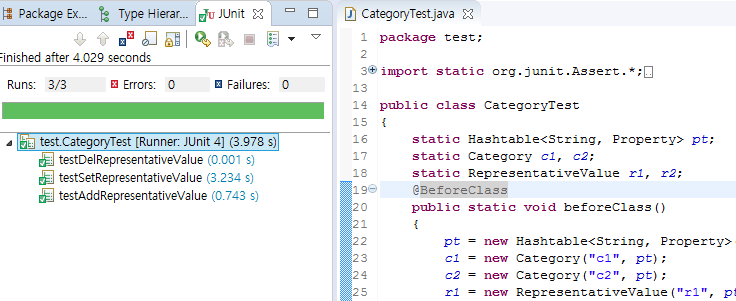 Package Ex... Type Hierar... JUnit
Finished after 4.029 seconds
Runs: 3/3 Errors: 0 Failures: 0
test.CategoryTest [Runner: JUnit 4] (3.978 s)
testDelRepresentativeValue (0.001 s)
testSetRepresentativeValue (3.234 s)
testAddRepresentativeValue (0.743 s)
CategoryTest.java
1 package test;
2
3 import static org.junit.Assert.*;
13
14 public class CategoryTest
15 {
16 static Hashtable<String, Property> pt;
17 static Category c1, c2;
18 static RepresentativeValue r1, r2;
19 @BeforeClass
20 public static void beforeClass()
21 {
22 pt = new Hashtable<String, Property>
23 c1 = new Category("c1", pt);
24 c2 = new Category("c2", pt);
25 r1 = new RepresentativeValue("r1", pt